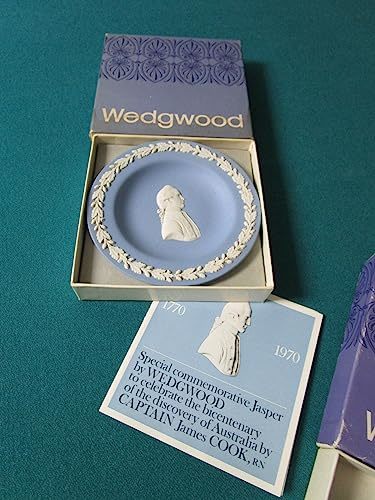 Wedgwood
1770
1970
Special commemorative Jasper
by WEDGWOOD
to celebrate the bicentenary
of the discovery of Australia by
CAPTAIN James COOK, RN
W